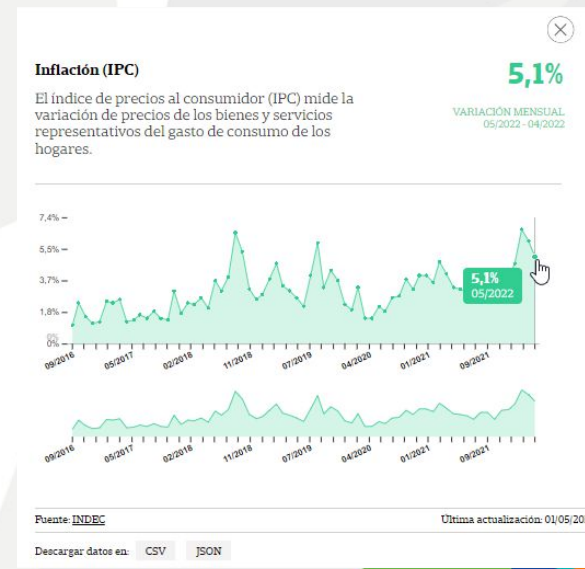 Inflación (IPC)
5,1%
El índice de precios al consumidor (IPC) mide la
variación de precios de los bienes y servicios
representativos del gasto de consumo de los
hogares.
VARIACIÓN MENSUAL
05/2022 - 04/2022
7,4%
5,5%
3,7%
1,8%
0%
0%
5,1%
05/2022
09/2016
05/2017
02/2018
11/2018
07/2019
04/2020
01/2021
09/2021
09/2016
05/2017
02/2018
11/2018
07/2019
04/2020
01/2021
09/2021
Fuente: INDEC
Última actualización: 01/05/20
Descargar datos en: CSV JSON